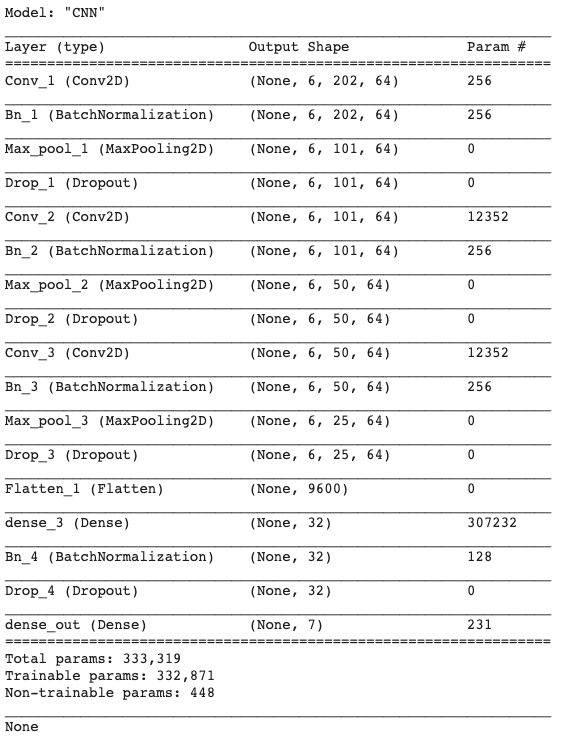 Model: "CNN"
Layer (type) Output Shape Param #
Conv_1 (Conv2D) (None, 6, 202, 64) 256
Bn_1 (BatchNormalization) (None, 6, 202, 64) 256
Max_pool_1 (MaxPooling2D) (None, 6, 101, 64) 0
Drop_1 (Dropout) (None, 6, 101, 64) 0
Conv_2 (Conv2D) (None, 6, 101, 64) 12352
Bn_2 (BatchNormalization) (None, 6, 101, 64) 256
Max_pool_2 (MaxPooling2D) (None, 6, 50, 64) 0
Drop_2 (Dropout) (None, 6, 50, 64) 0
Conv_3 (Conv2D) (None, 6, 50, 64) 12352
Bn_3 (BatchNormalization) (None, 6, 50, 64) 256
Max_pool_3 (MaxPooling2D) (None, 6, 25, 64) 0
Drop_3 (Dropout) (None, 6, 25, 64) 0
Flatten_1 (Flatten) (None, 9600) 0
dense_3 (Dense) (None, 32) 307232
Bn_4 (BatchNormalization) (None, 32) 128
Drop_4 (Dropout) (None, 32) 0
dense_out (Dense) (None, 7) 231
Total params: 333,319
Trainable params: 332,871
Non-trainable params: 448
None